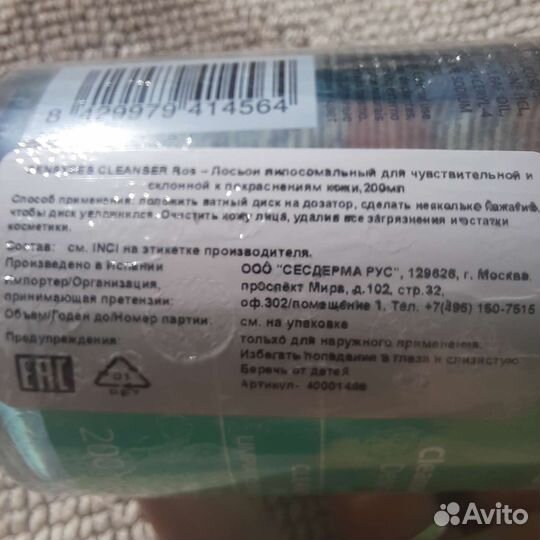 8 429979 414564
CLEANSER Ros – Лосьон липосомальный для чувствительной и
склонной к покраснениям кожи, 200мл
Способ применения: положить ватный диск на дозатор, сделать несколько нажатий,
чтобы диск увлажнился. Очистить кожу лица, удалив все загрязнения и остатки
косметики.
Состав: см. INCI на этикетке производителя.
Произведено в Испании
Импортер/Организация, ООО "СЕСДЕРМА РУС", 129626, г. Москва.
принимающая претензии: проспект Мира, д.102, стр.32,
оф.302/помещение 1. Тел. +7(495) 150-7515
Объем/Годен до/Номер партии: см. на упаковке
Предупреждения: только для наружного применения.
Избегать попадания в глаза и слизистую
Беречь от детей
Артикул-
EAC
01
PET
200
Avito